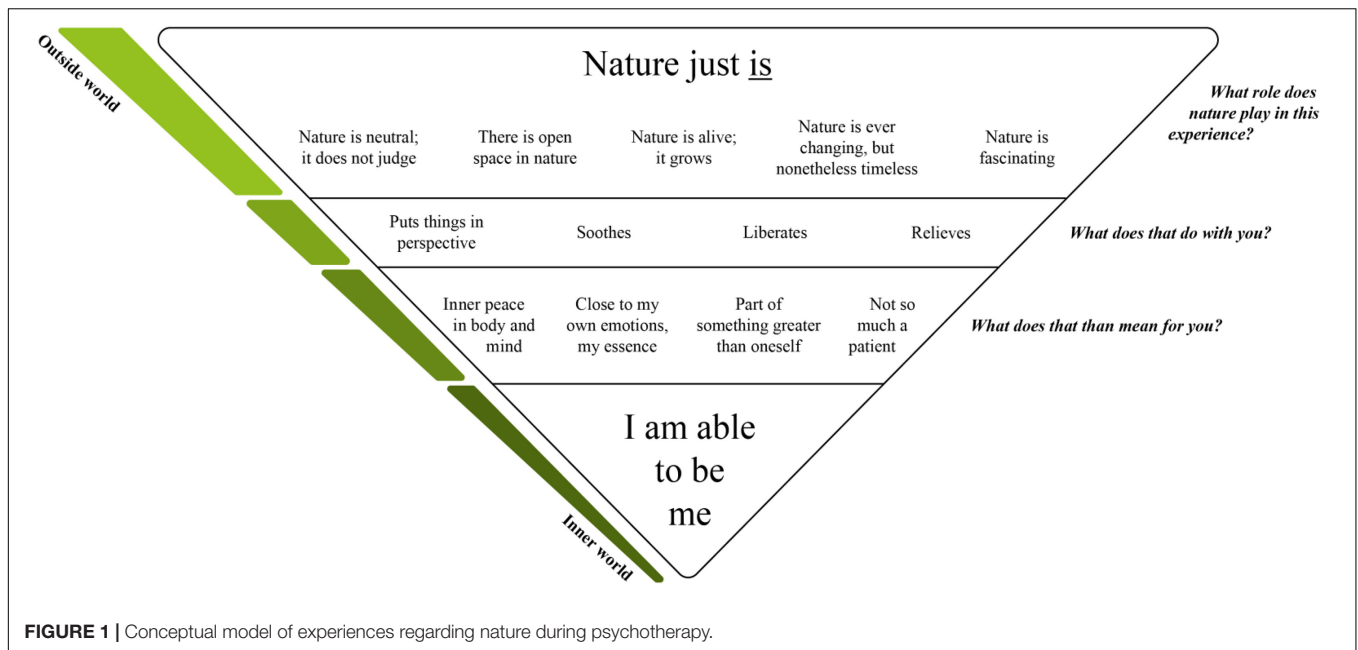 Outside world
Nature just is
What role does
nature play in this
experience?
Nature is neutral;
it does not judge
There is open
space in nature
Nature is alive;
it grows
Nature is ever
changing, but
nonetheless timeless
Nature is
fascinating
Puts things in
perspective
Soothes
Liberates
Relieves
What does that do with you?
Inner peace
in body and
mind
Close to my
own emotions,
my essence
Part of
something greater
than oneself
Not so
much a
patient
What does that than mean for you?
I am able
to be
me
Inner world
FIGURE 1 | Conceptual model of experiences regarding nature during psychotherapy.